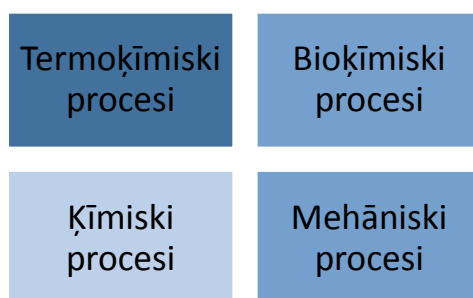 Termoķīmiski
procesi
Bioķīmiski
procesi
Ķīmiski
procesi
Mehāniski
procesi